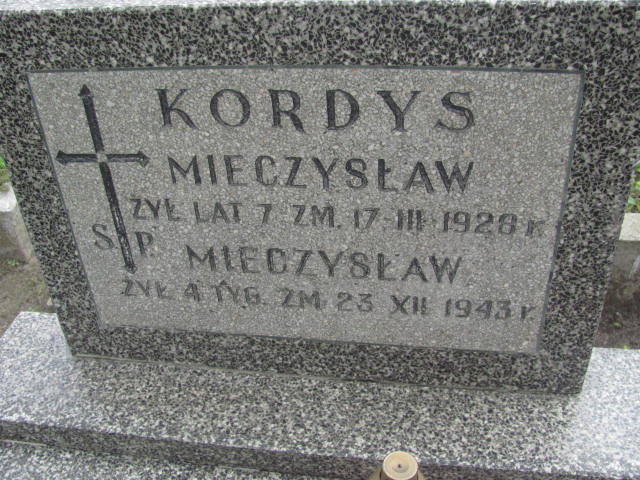 KORDYS
MIECZYSŁAW
ŻYŁ LAT 7 ZM. 17-III-1928 r.
Ś.P. MIECZYSŁAW
ŻYŁ 4 TYG. ZM. 23 XII 1943 r